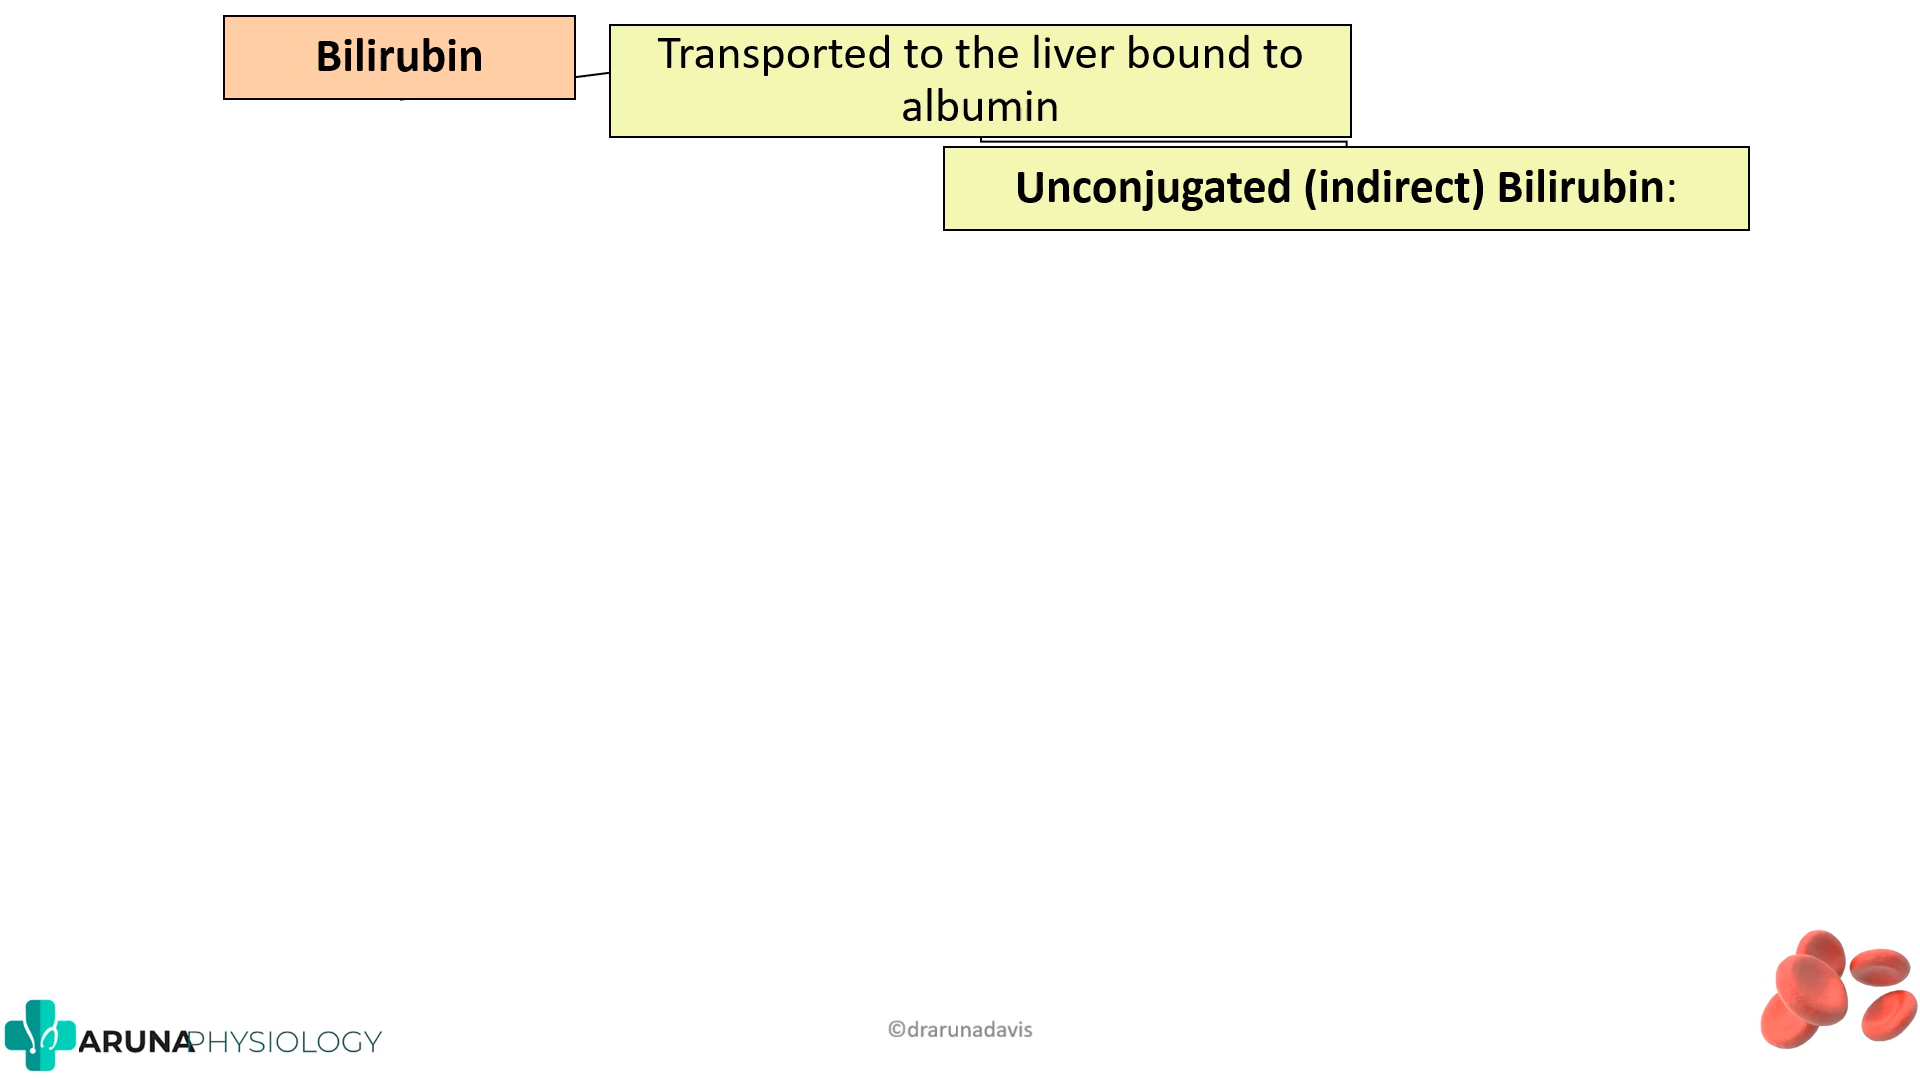 Bilirubin
Transported to the liver bound to
albumin
Unconjugated (indirect) Bilirubin:
ARUNAPHYSIOLOGY
©drarunadavis